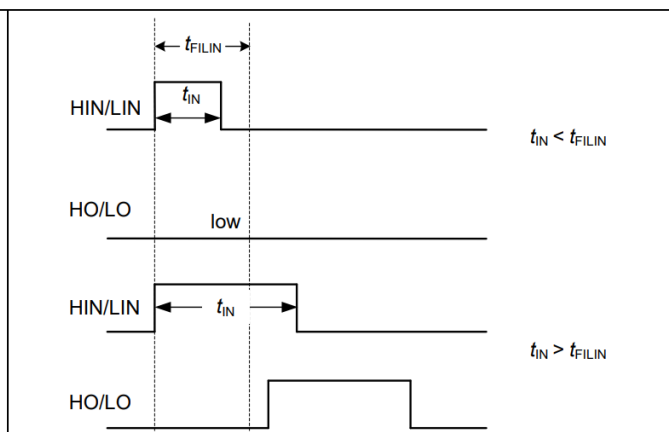 tFILIN
tIN
HIN/LIN
tIN < tFILIN
HO/LO
low
HIN/LIN
tIN
tIN > tFILIN
HO/LO